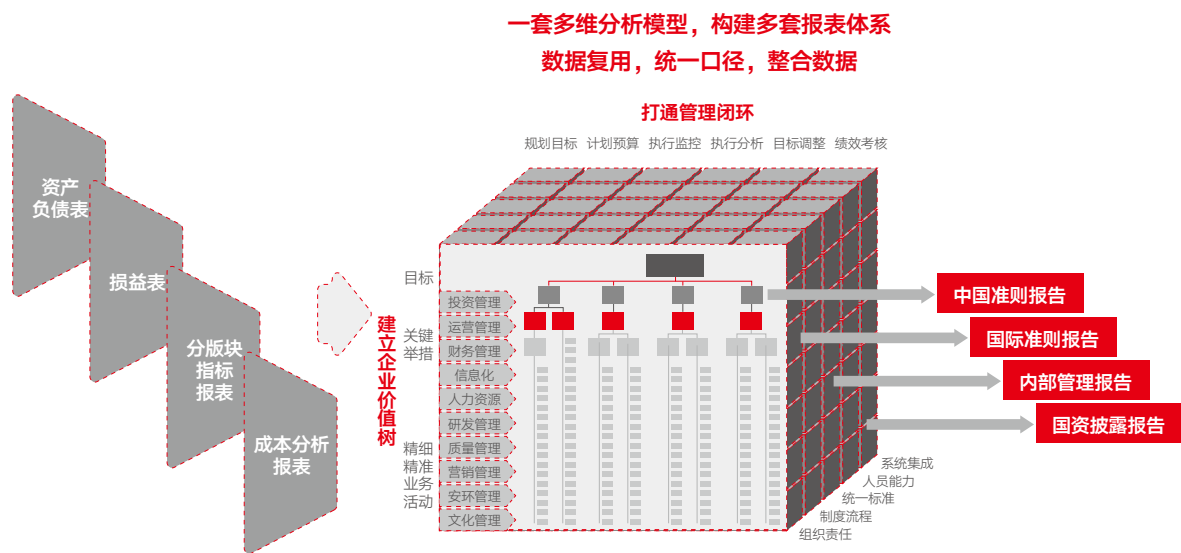 一套多维分析模型，构建多套报表体系
数据复用，统一口径，整合数据
打通管理闭环
规划目标 计划预算 执行监控 执行分析 目标调整 绩效考核
资产
负债表
损益表
分版块
指标
报表
成本分析
报表
建立企业价值树
目标
关键
举措
精细
精准
业务
活动
投资管理
运营管理
财务管理
信息化
人力资源
研发管理
质量管理
营销管理
安环管理
文化管理
中国准则报告
国际准则报告
内部管理报告
国资披露报告
系统集成
人员能力
统一标准
制度流程
组织责任